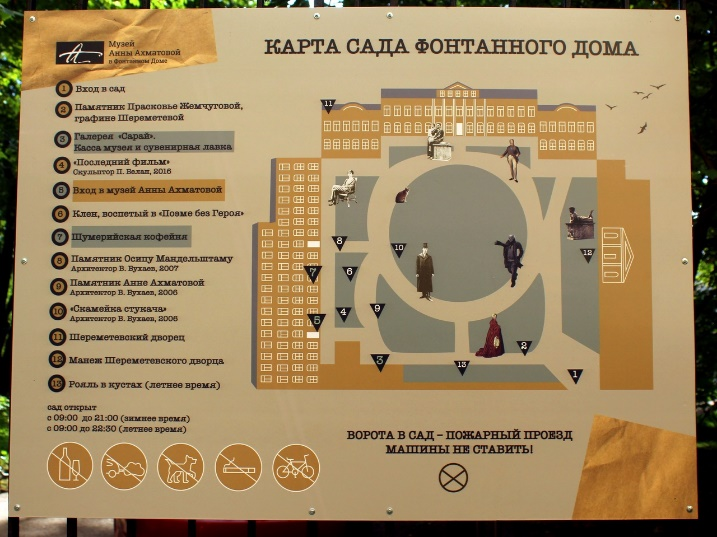 Музей
Анны Ахматовой
в Фонтанном Доме
КАРТА САДА ФОНТАННОГО ДОМА
1 Вход в сад
2 Памятник Прасковье Жемчуговой,
графине Шереметевой
3 Галерея «Сарай».
Касса музея и сувенирная лавка
4 «Последний фильм»
Скульптор П. Балап, 2016
5 Вход в музей Анны Ахматовой
6 Клен, воспетый в «Поэме без Героя»
7 Шумерийская кофейня
8 Памятник Осипу Мандельштаму
Архитектор В. Бухаев, 2007
9 Памятник Анне Ахматовой
Архитектор В. Бухаев, 2006
10 «Скамейка стукача»
Архитектор В. Бухаев, 2006
11 Шереметевский дворец
12 Манеж Шереметевского дворца
13 Рояль в кустах (летнее время)
сад открыт
с 09:00 до 21:00 (зимнее время)
с 09:00 до 22:30 (летнее время)
11
8
10
12
7
6
5
4
9
3
13
2
1
ВОРОТА В САД – ПОЖАРНЫЙ ПРОЕЗД
МАШИНЫ НЕ СТАВИТЬ!